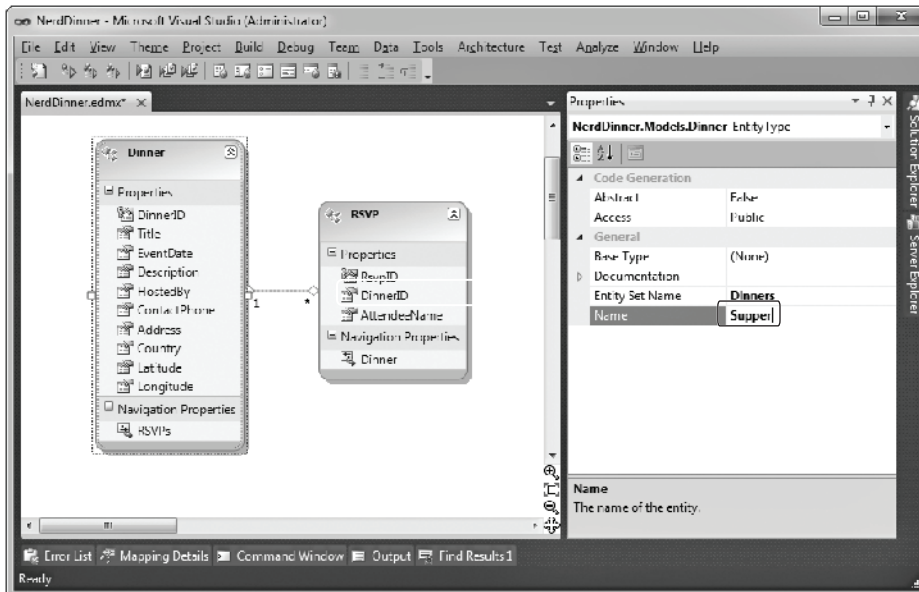 NerdDinner - Microsoft Visual Studio (Administrator)
File Edit View Theme Project Build Debug Team Data Tools Architecture Test Analyze Window Help
NerdDinner.edmx*
Dinner
Properties
DinnerID
Title
EventDate
Description
HostedBy
ContactPhone
Address
Country
Latitude
Longitude
Navigation Properties
RSVPs
1
*
RSVP
Properties
RsvpID
DinnerID
AttendeeName
Navigation Properties
Dinner
Properties
NerdDinner.Models.Dinner EntityType
Code Generation
Abstract False
Access Public
General
Base Type (None)
Documentation
Entity Set Name Dinners
Name Supper
Name
The name of the entity.
Solution Explorer
Server Explorer
Error List Mapping Details Command Window Output Find Results 1
Ready